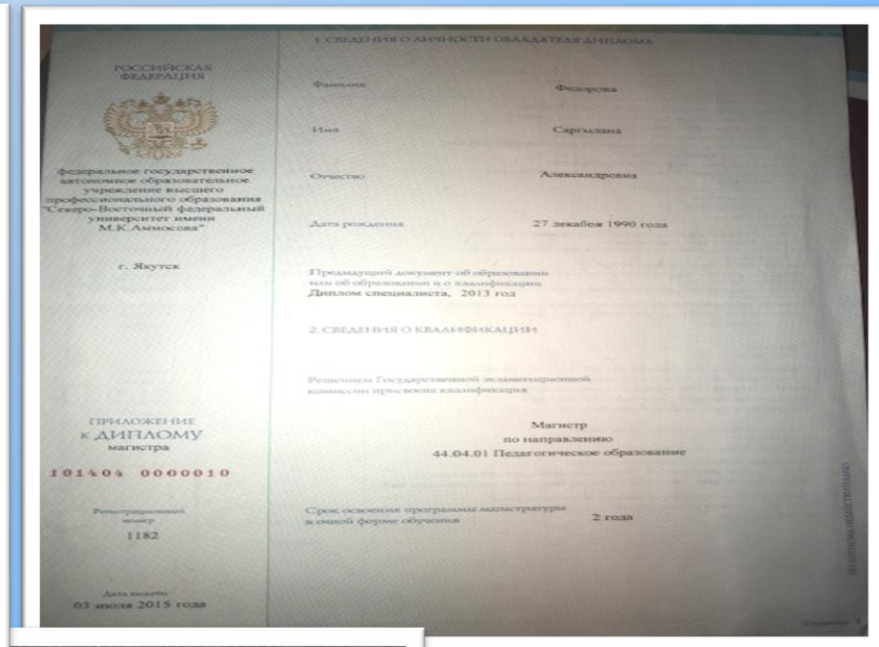 РОССИЙСКАЯ
ФЕДЕРАЦИЯ
федеральное государственное
автономное образовательное
учреждение высшего
профессионального образования
"Северо-Восточный федеральный
университет имени
М.К.Аммосова"
г. Якутск
ПРИЛОЖЕНИЕ
к ДИПЛОМУ
магистра
101404 0000010
Регистрационный
номер
1182
Дата выдачи
03 июля 2015 года
1. СВЕДЕНИЯ О ЛИЧНОСТИ ОБЛАДАТЕЛЯ ДИПЛОМА
Фамилия Федорова
Имя Саргылана
Отчество Александровна
Дата рождения 27 декабря 1990 года
Предыдущий документ об образовании
или об образовании и о квалификации
Диплом специалиста, 2013 год
2. СВЕДЕНИЯ О КВАЛИФИКАЦИИ
Решением Государственной экзаменационной
комиссии присвоена квалификация
Магистр
по направлению
44.04.01 Педагогическое образование
Срок освоения программы магистратуры
в очной форме обучения 2 года
Страница 1